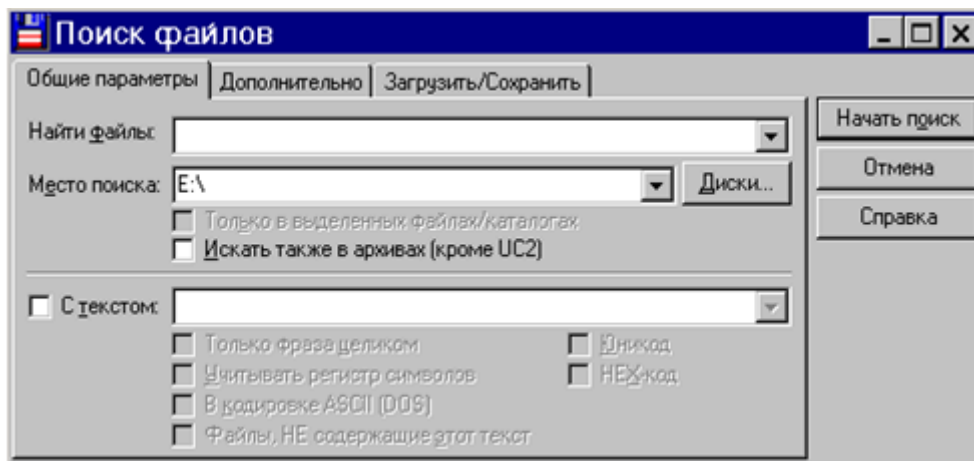 Поиск файлов
Общие параметры Дополнительно Загрузить/Сохранить
Найти файлы: Начать поиск
Место поиска: E:\ Диски... Отмена
Только в выделенных файлах/каталогах Справка
Искать также в архивах (кроме UC2)
С текстом:
Только фраза целиком Юникод
Учитывать регистр символов HEX-код
В кодировке ASCII (DOS)
Файлы, НЕ содержащие этот текст